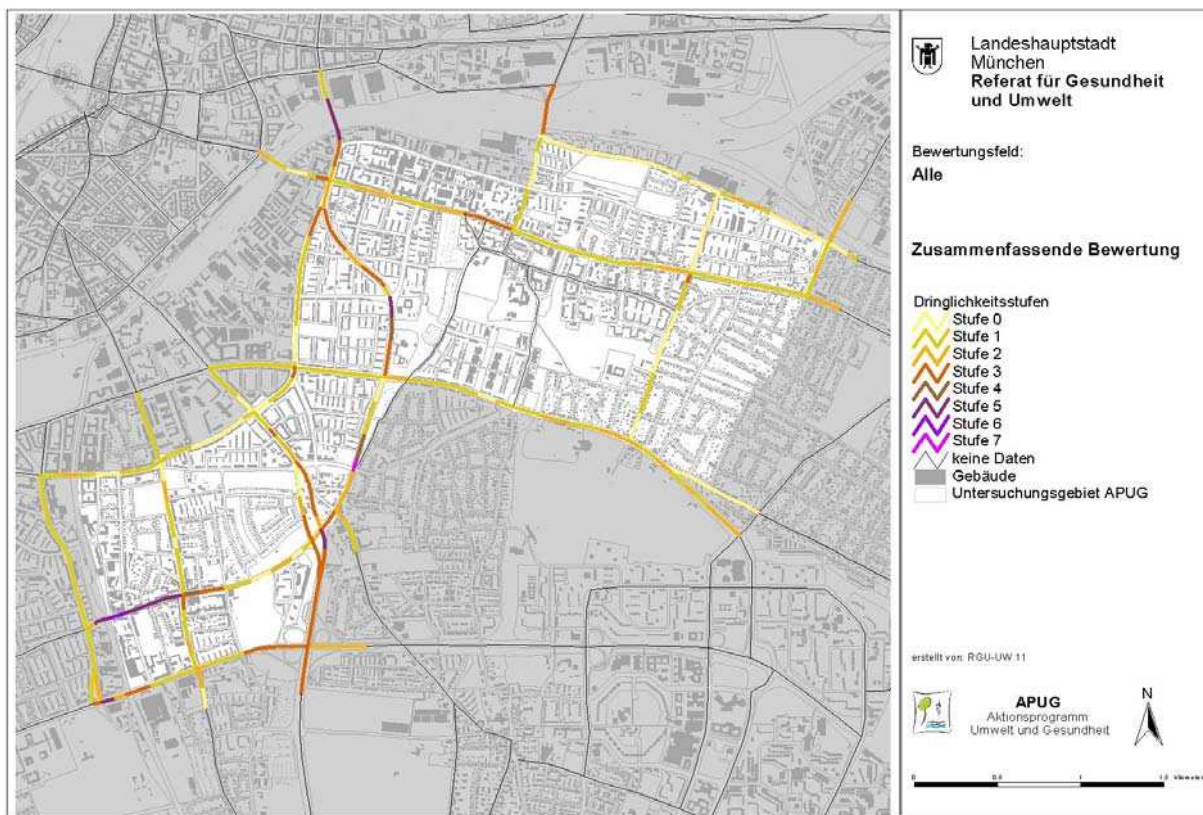 Landeshauptstadt
München
Referat für Gesundheit
und Umwelt
Bewertungsfeld:
Alle
Zusammenfassende Bewertung
Dringlichkeitsstufen
Stufe 0
Stufe 1
Stufe 2
Stufe 3
Stufe 4
Stufe 5
Stufe 6
Stufe 7
keine Daten
Gebäude
Untersuchungsgebiet APUG
erstellt von: RGU-UW 11
APUG
Aktionsprogramm
Umwelt und Gesundheit
N
0 0.5 1